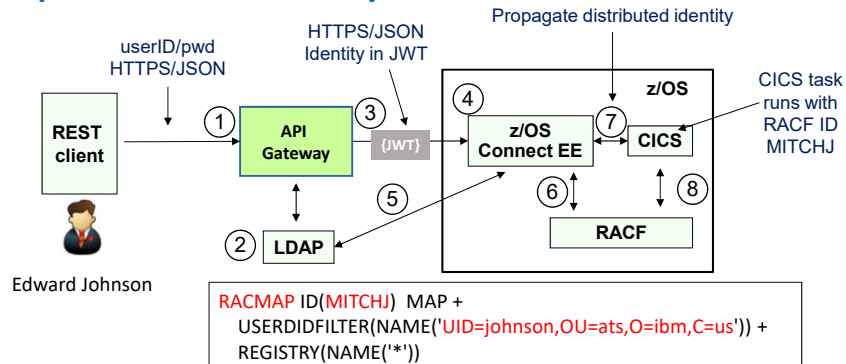 Propagate distributed identity
HTTPS/JSON
Identity in JWT
userID/pwd
HTTPS/JSON
z/OS
CICS task
runs with
RACF ID
MITCHJ
1
3
4
7
REST
client
API
Gateway
{JWT}
z/OS
Connect EE
CICS
5
6
8
2
LDAP
RACF
Edward Johnson
RACMAP ID(MITCHJ) MAP +
USERDIDFILTER(NAME('UID=johnson,OU=ats,O=ibm,C=us')) +
REGISTRY(NAME('*'))